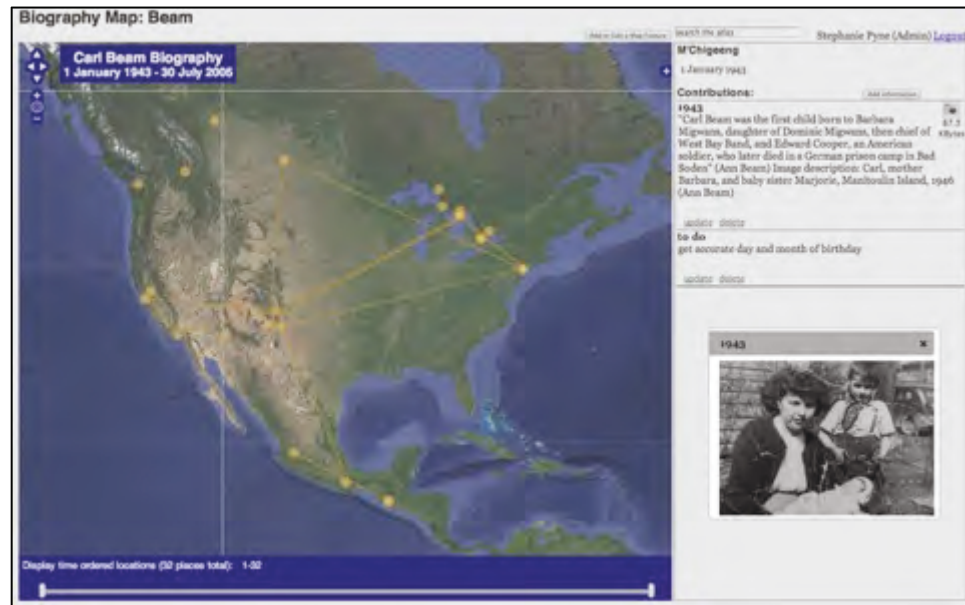 Biography Map: Beam
search the atlas
Stephanie Pyne (Admin) Logout
Carl Beam Biography
1 January 1943 - 30 July 2005
M'Chigeeng
1 January 1943
Contributions:
Add Information
1943
"Carl Beam was the first child born to Barbara
Migwans, daughter of Dominic Migwans, then chief of
West Bay Band, and Edward Cooper, an American
soldier, who later died in a German prison camp in Bad
Soden" (Ann Beam) Image description: Carl, mother
Barbara, and baby sister Marjorie, Manitoulin Island, 1946
(Ann Beam)
KBytes
update delete
to do
get accurate day and month of birthday
update delete
1943
Display time ordered locations (32 places total): 1-32